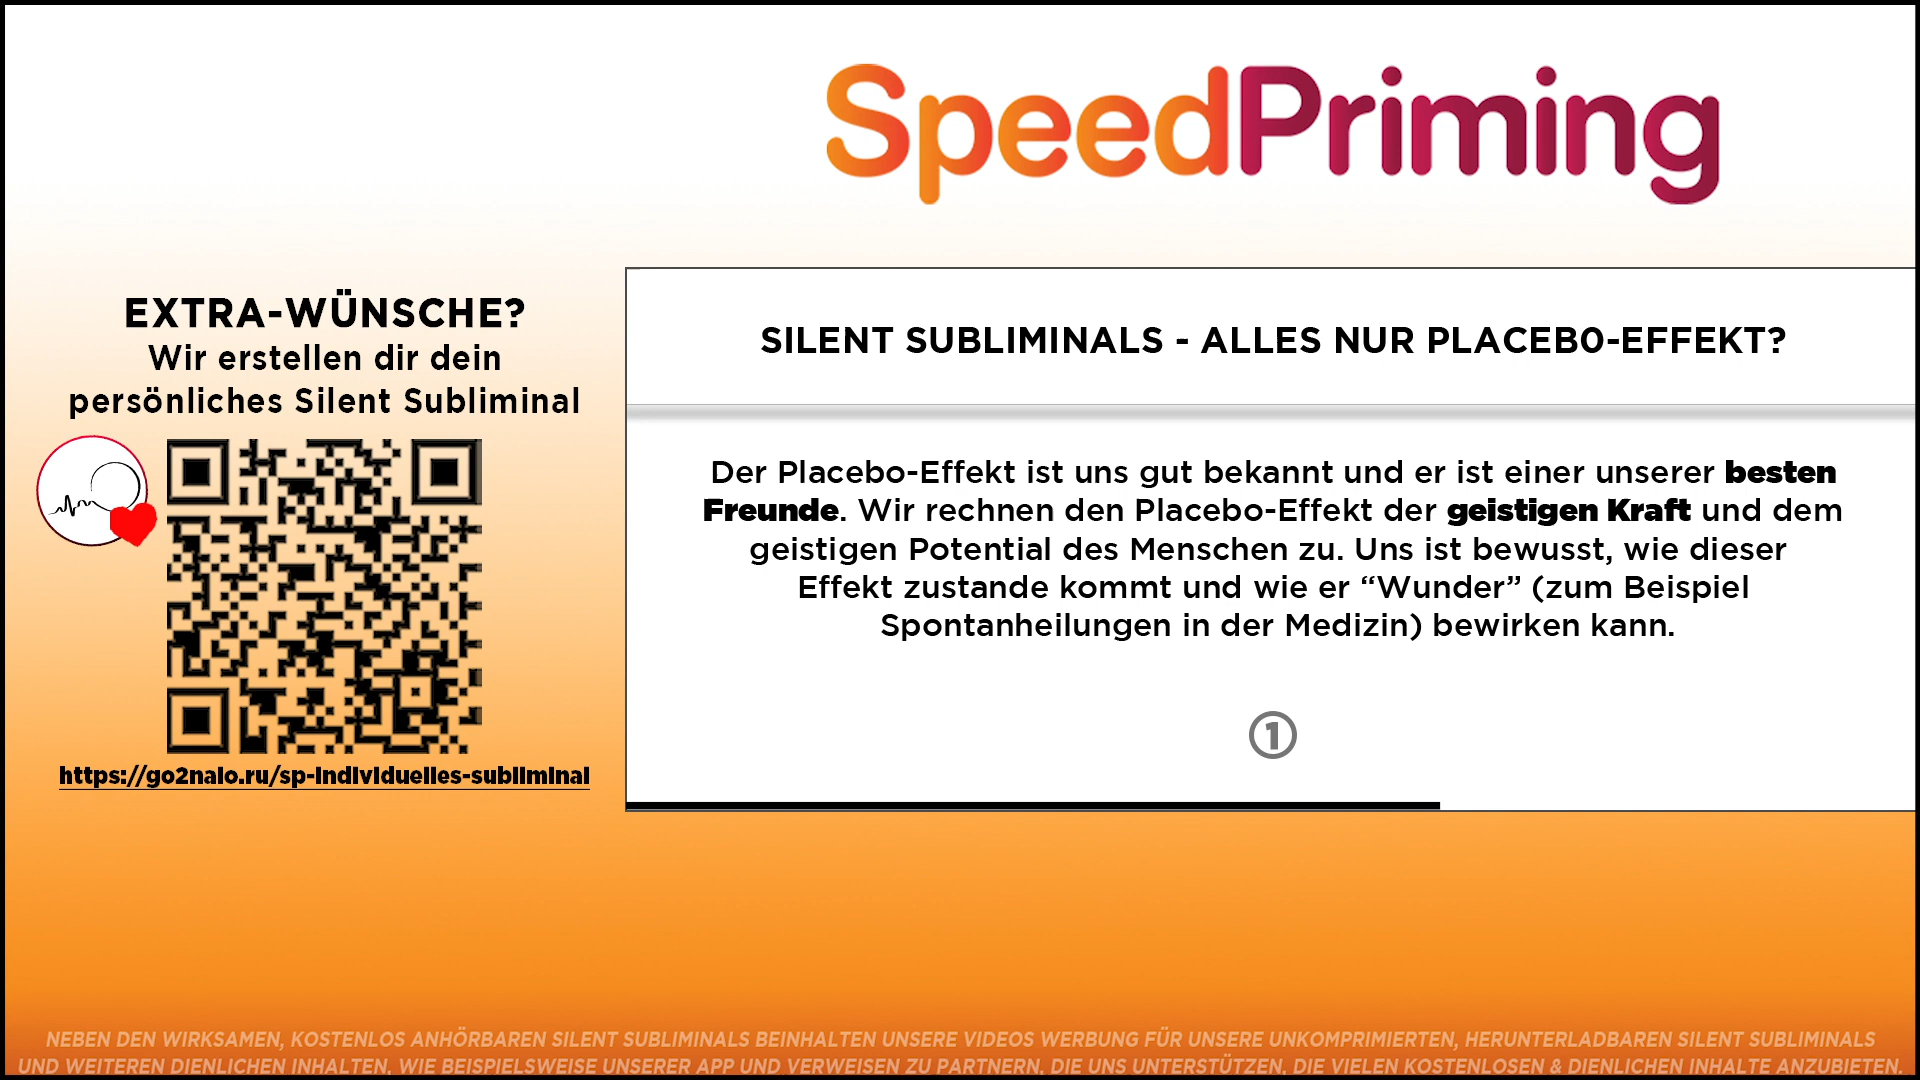 SpeedPriming
EXTRA-WÜNSCHE?
Wir erstellen dir dein
persönliches Silent Subliminal
https://go2nalo.ru/sp-individuelles-subliminal
SILENT SUBLIMINALS - ALLES NUR PLACEB0-EFFEKT?
Der Placebo-Effekt ist uns gut bekannt und er ist einer unserer besten
Freunde. Wir rechnen den Placebo-Effekt der geistigen Kraft und dem
geistigen Potential des Menschen zu. Uns ist bewusst, wie dieser
Effekt zustande kommt und wie er “Wunder” (zum Beispiel
Spontanheilungen in der Medizin) bewirken kann.
1
NEBEN DEN WIRKSAMEN, KOSTENLOS ANHÖRBAREN SILENT SUBLIMINALS BEINHALTEN UNSERE VIDEOS WERBUNG FÜR UNSERE UNKOMPRIMIERTEN, HERUNTERLADBAREN SILENT SUBLIMINALS
UND WEITEREN DIENLICHEN INHALTEN, WIE BEISPIELSWEISE UNSERER APP UND VERWEISEN ZU PARTNERN, DIE UNS UNTERSTÜTZEN, DIE VIELEN KOSTENLOSEN & DIENLICHEN INHALTE ANZUBIETEN.